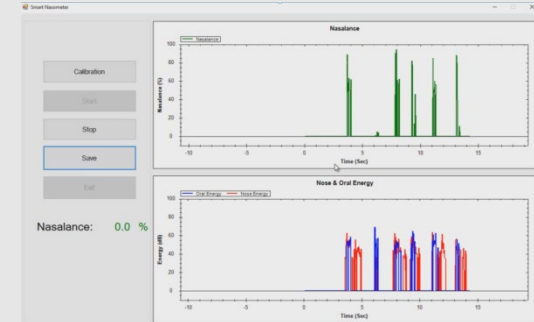 Smart Nasometer
Calibration
Start
Stop
Save
Exit
Nasalance: 0.0 %
Nasalance
Nasalance
100
80
60
40
20
0
Nasalance (%)
-10 -5 0 5 10 15
Time (Sec)
Nose & Oral Energy
Oral Energy Nose Energy
100
80
60
40
20
0
Energy (dB)
-10 -5 0 5 10 15
Time (Sec)